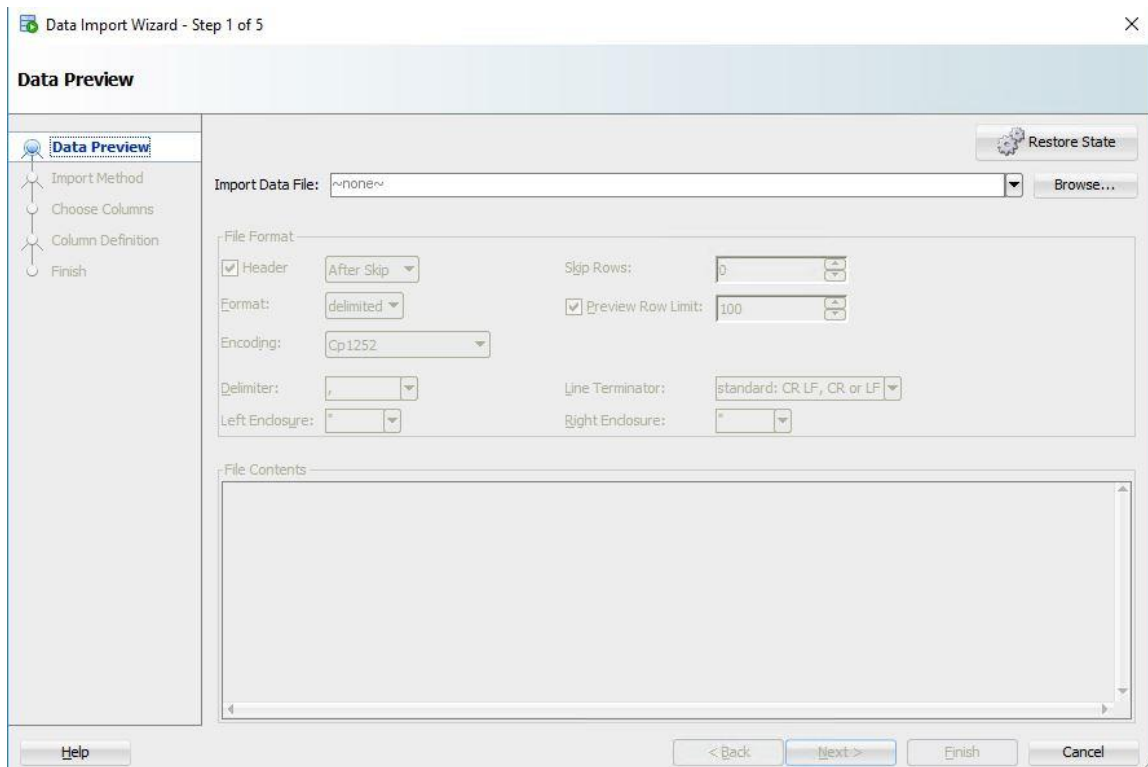 Data Import Wizard - Step 1 of 5
Data Preview
Data Preview
Import Method
Choose Columns
Column Definition
Finish
Restore State
Import Data File: ~none~ Browse...
File Format
Header After Skip Skip Rows: 0
Format: delimited Preview Row Limit: 100
Encoding: Cp1252
Delimiter: , Line Terminator: standard: CR LF, CR or LF
Left Enclosure: " Right Enclosure: "
File Contents
Help < Back Next > Finish Cancel